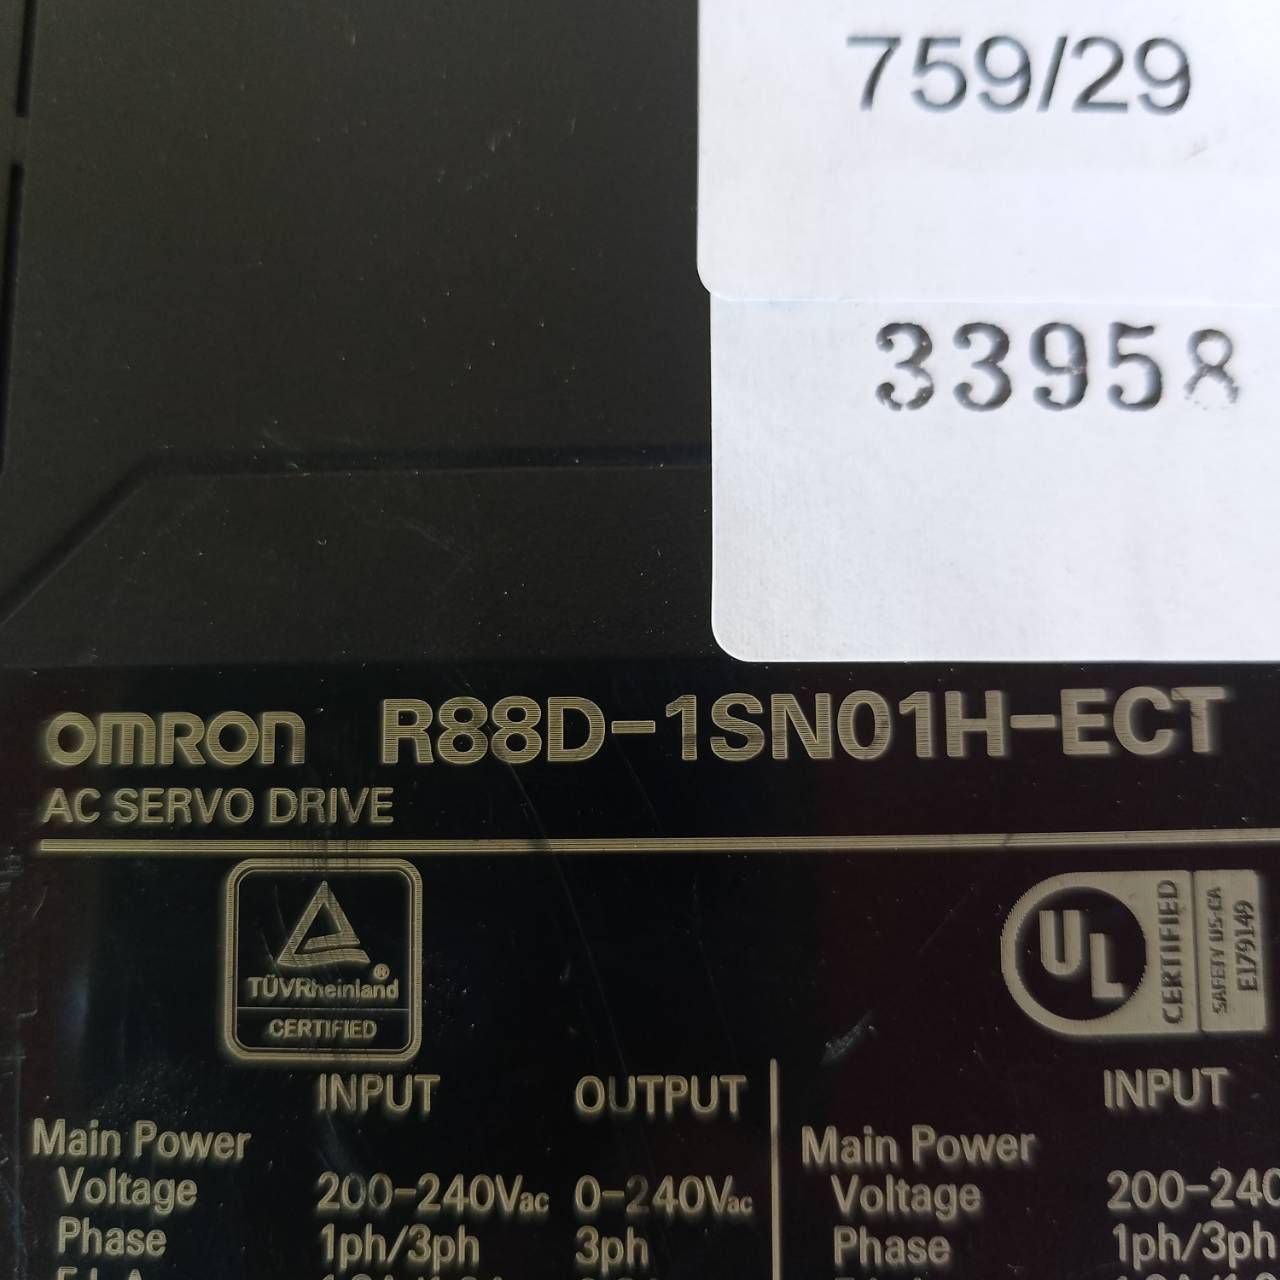 759/29
33958
OMRON R88D-1SN01H-ECT
AC SERVO DRIVE
TÜVRheinland ®
CERTIFIED
UL CERTIFIED
SAFETY US-CA
E179149
INPUT OUTPUT INPUT
Main Power Main Power
Voltage 200-240Vac 0-240Vac Voltage 200-240
Phase 1ph/3ph 3ph Phase 1ph/3ph